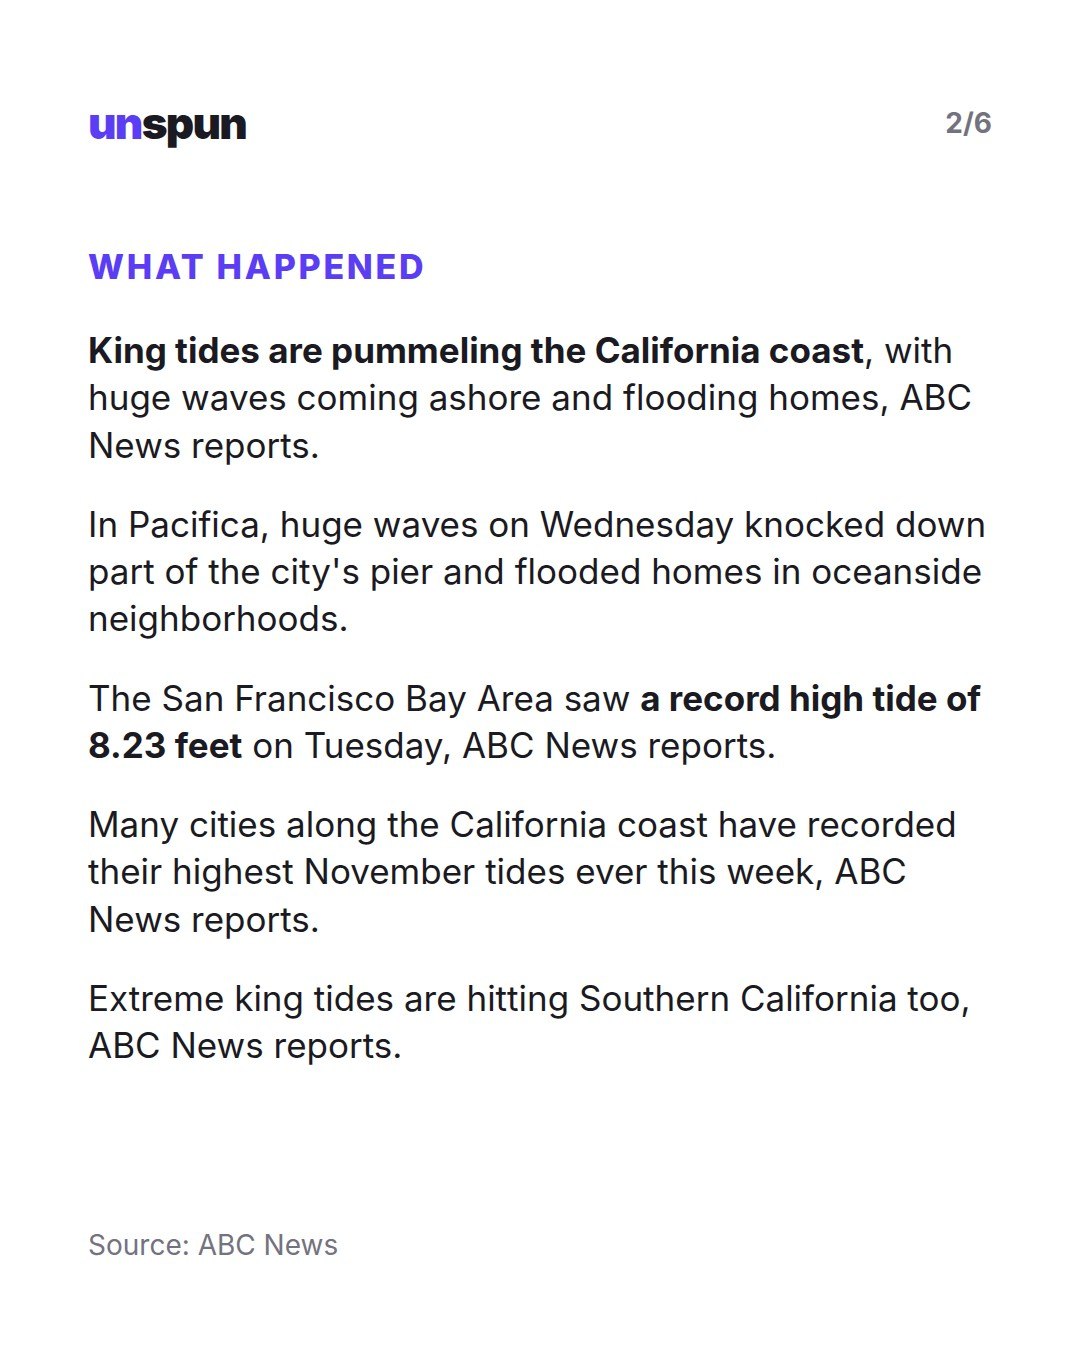 unspun
2/6
WHAT HAPPENED
King tides are pummeling the California coast, with
huge waves coming ashore and flooding homes, ABC
News reports.
In Pacifica, huge waves on Wednesday knocked down
part of the city's pier and flooded homes in oceanside
neighborhoods.
The San Francisco Bay Area saw a record high tide of
8.23 feet on Tuesday, ABC News reports.
Many cities along the California coast have recorded
their highest November tides ever this week, ABC
News reports.
Extreme king tides are hitting Southern California too,
ABC News reports.
Source: ABC News